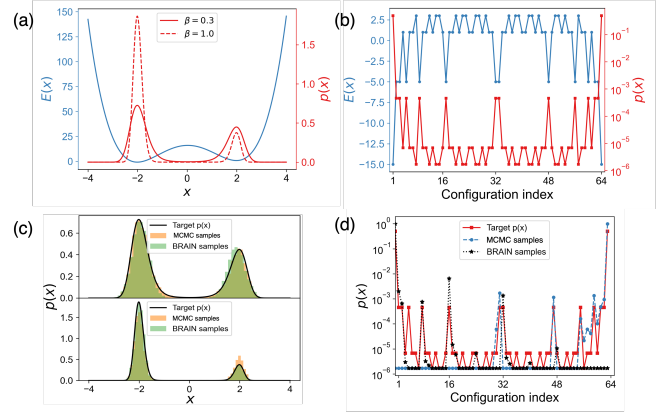 (a)
150
125
100
75
50
25
0
E(x)
β = 0.3
β = 1.0
1.5
1.0
0.5
0.0
p(x)
−4
−2
0
2
4
x
(b)
2.5
0.0
−2.5
−5.0
−7.5
−10.0
−12.5
−15.0
E(x)
10⁻¹
10⁻²
10⁻³
10⁻⁴
10⁻⁵
10⁻⁶
p(x)
1
16
32
48
64
Configuration index
(c)
0.6
0.4
0.2
0.0
Target p(x)
MCMC samples
BRAIN samples
1.5
1.0
0.5
0.0
Target p(x)
MCMC samples
BRAIN samples
p(x)
−4
−2
0
2
4
x
(d)
10⁰
10⁻¹
10⁻²
10⁻³
10⁻⁴
10⁻⁵
10⁻⁶
Target p(x)
MCMC samples
BRAIN samples
1
16
32
48
64
Configuration index